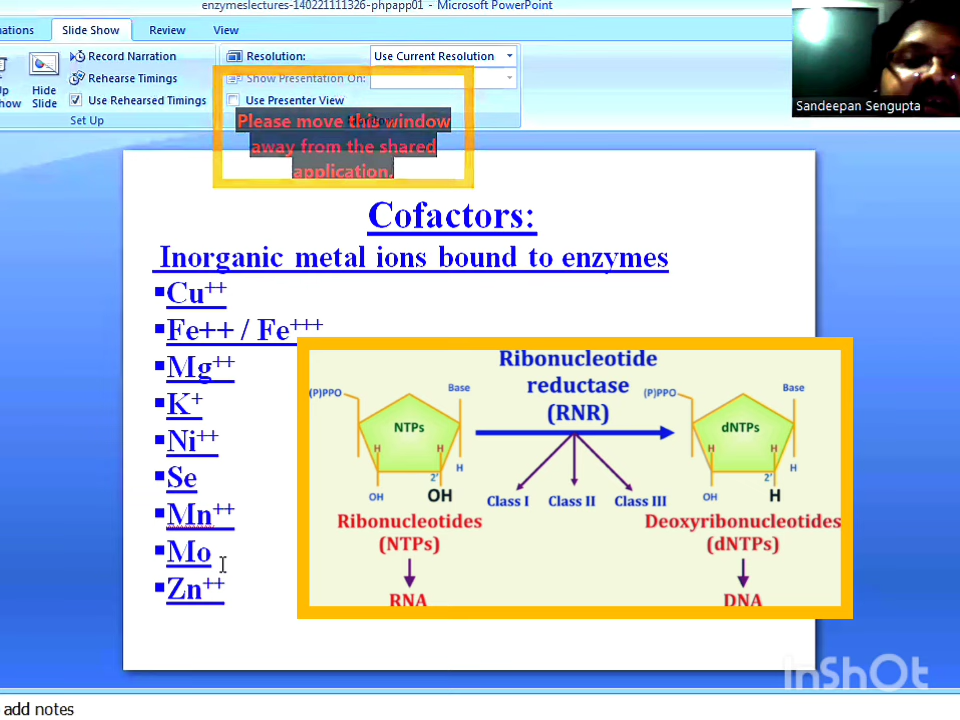 enzymeslectures-140221111326-phpapp01 - Microsoft PowerPoint
nations Slide Show Review View
Record Narration
Rehearse Timings
Use Rehearsed Timings
Hide
Slide
Set Up
Resolution: Use Current Resolution
Show Presentation On:
Use Presenter View
Please move this window
away from the shared
application.
Sandeepan Sengupta
Cofactors:
Inorganic metal ions bound to enzymes
▪Cu++
▪Fe++ / Fe+++
▪Mg++
▪K+
▪Ni++
▪Se
▪Mn++
▪Mo
▪Zn++
Ribonucleotide
reductase
(RNR)
(P)PPO Base
NTPs
H H
2' H
OH OH
Class I Class II Class III
(P)PPO Base
dNTPs
H H
2' H
OH H
Ribonucleotides
(NTPs)
RNA
Deoxyribonucleotides
(dNTPs)
DNA
InShOt
add notes